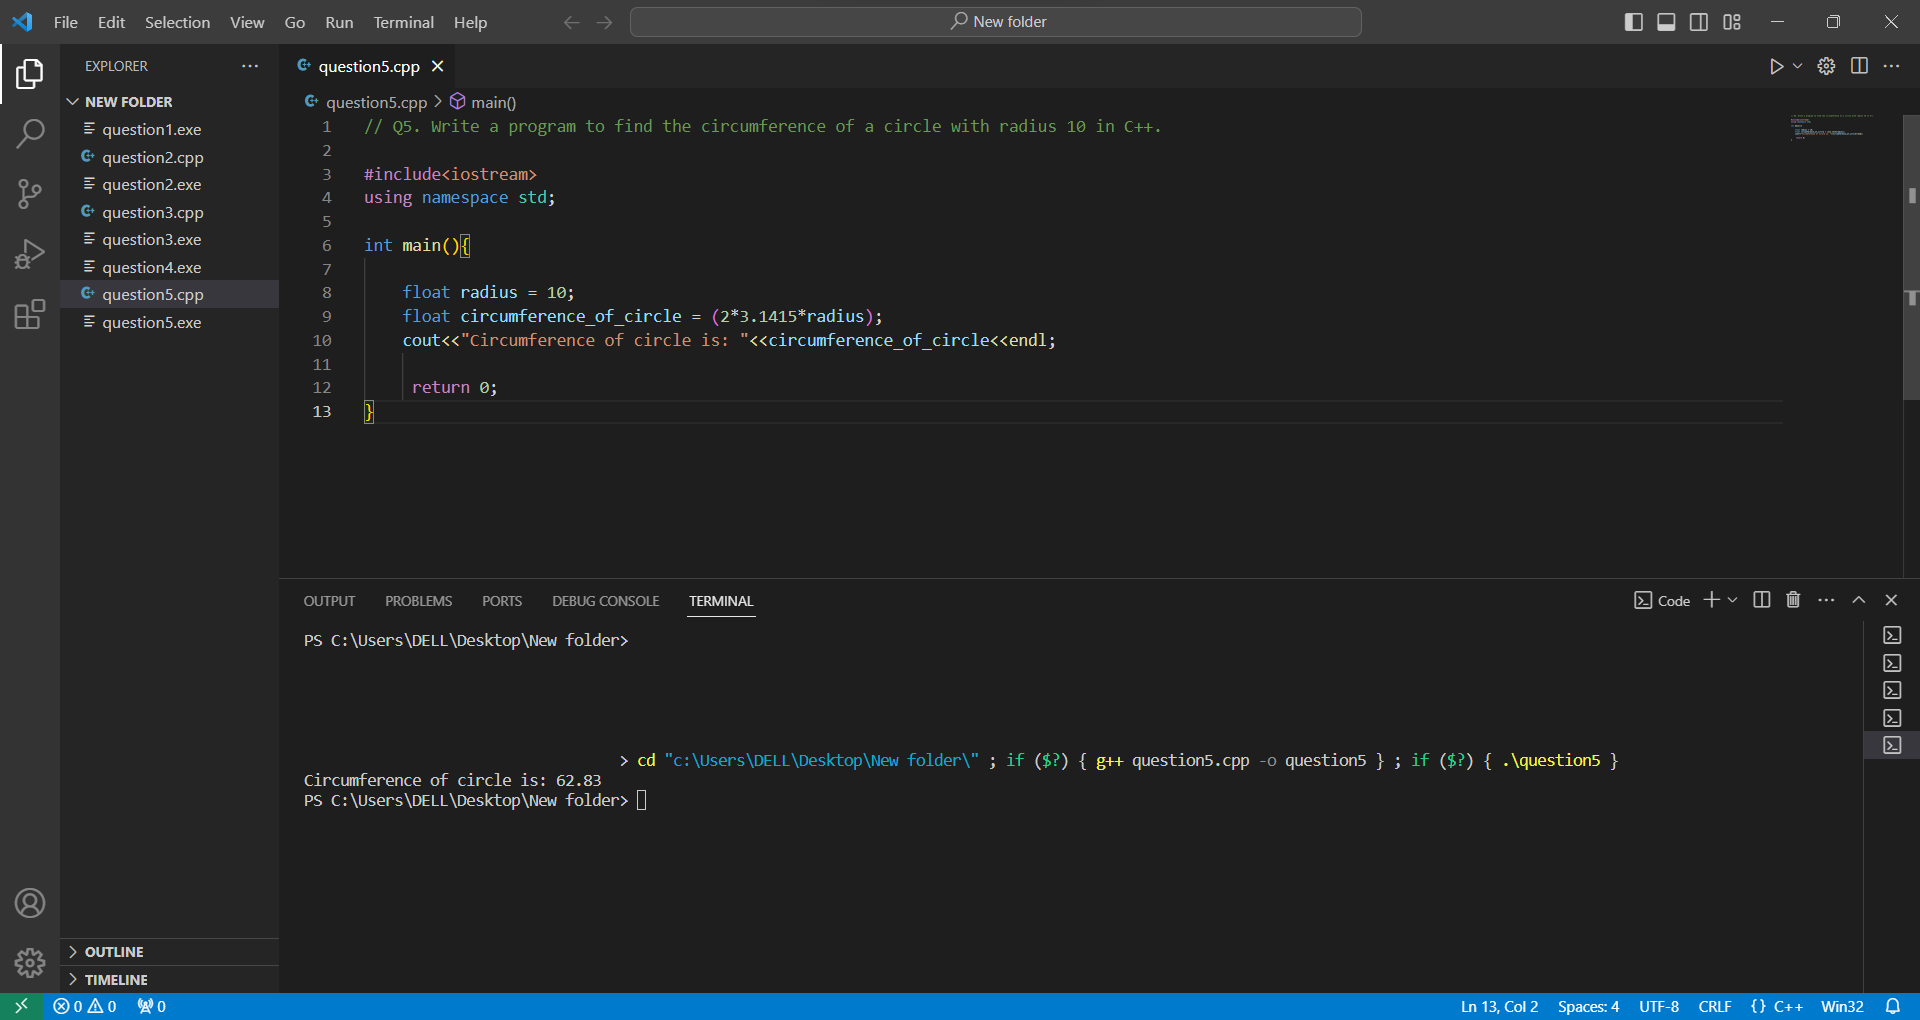 File Edit Selection View Go Run Terminal Help
New folder
EXPLORER
NEW FOLDER
question1.exe
question2.cpp
question2.exe
question3.cpp
question3.exe
question4.exe
question5.cpp
question5.exe
OUTLINE
TIMELINE
question5.cpp
question5.cpp > main()
1 // Q5. Write a program to find the circumference of a circle with radius 10 in C++.
2
3 #include<iostream>
4 using namespace std;
5
6 int main(){
7
8 float radius = 10;
9 float circumference_of_circle = (2*3.1415*radius);
10 cout<<"Circumference of circle is: "<<circumference_of_circle<<endl;
11
12 return 0;
13 }
OUTPUT PROBLEMS PORTS DEBUG CONSOLE TERMINAL
Code
PS C:\Users\DELL\Desktop\New folder>
> cd "c:\Users\DELL\Desktop\New folder\" ; if ($?) { g++ question5.cpp -o question5 } ; if ($?) { .\question5 }
Circumference of circle is: 62.83
PS C:\Users\DELL\Desktop\New folder>
0 0 0
Ln 13, Col 2 Spaces: 4 UTF-8 CRLF {} C++ Win32